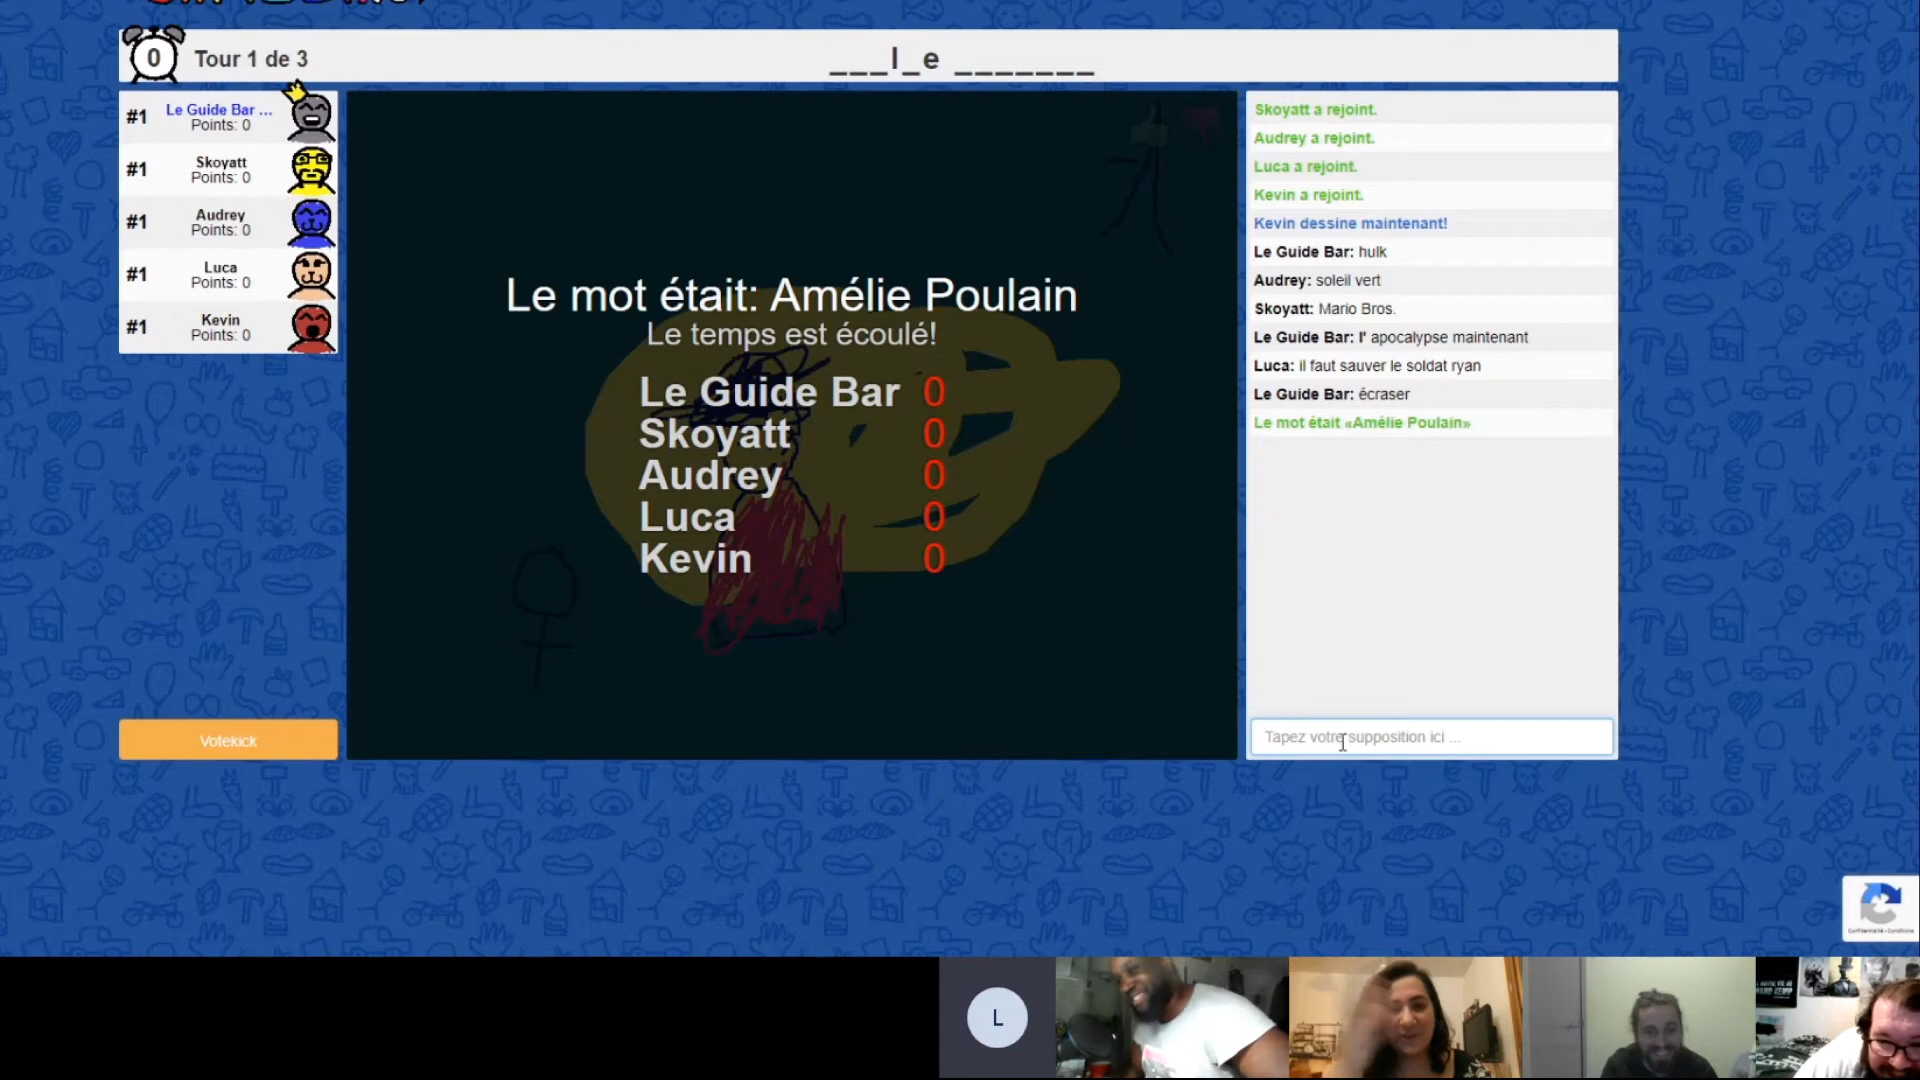 0
Tour 1 de 3
___l_e _______
#1
Le Guide Bar ...
Points: 0
#1
Skoyatt
Points: 0
#1
Audrey
Points: 0
#1
Luca
Points: 0
#1
Kevin
Points: 0
Votekick
Le mot était: Amélie Poulain
Le temps est écoulé!
Le Guide Bar 0
Skoyatt 0
Audrey 0
Luca 0
Kevin 0
Skoyatt a rejoint.
Audrey a rejoint.
Luca a rejoint.
Kevin a rejoint.
Kevin dessine maintenant!
Le Guide Bar: hulk
Audrey: soleil vert
Skoyatt: Mario Bros.
Le Guide Bar: l' apocalypse maintenant
Luca: il faut sauver le soldat ryan
Le Guide Bar: écraser
Le mot était «Amélie Poulain»
Tapez votre supposition ici ...
Confidentialité - Conditions
L